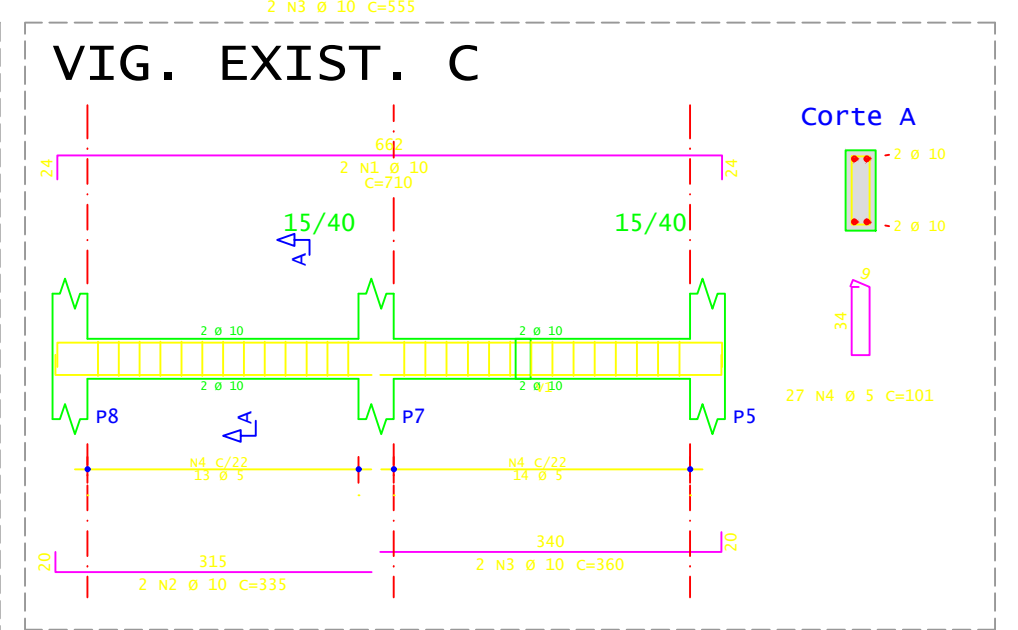 2 N3 Ø 10 C=555
VIG. EXIST. C
Corte A
662
24
2 N1 Ø 10
C=710
24
2 Ø 10
15/40
15/40
A
2 Ø 10
9
34
2 Ø 10
2 Ø 10
2 Ø 10
2 Ø 10
27 N4 Ø 5 C=101
P8
A
P7
P5
N4 C/22
13 Ø 5
N4 C/22
14 Ø 5
20
315
2 N2 Ø 10 C=335
340
20
2 N3 Ø 10 C=360